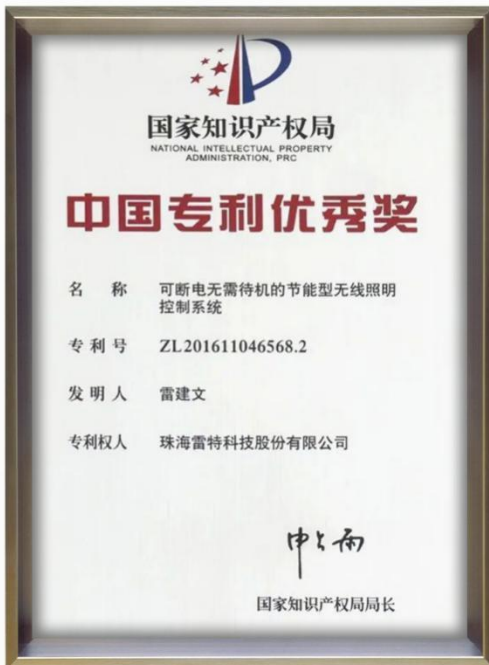 国家知识产权局
NATIONAL INTELLECTUAL PROPERTY
ADMINISTRATION, PRC
中国专利优秀奖
名 称 可断电无需待机的节能型无线照明
控制系统
专利号 ZL201611046568.2
发明人 雷建文
专利权人 珠海雷特科技股份有限公司
申长雨
国家知识产权局局长